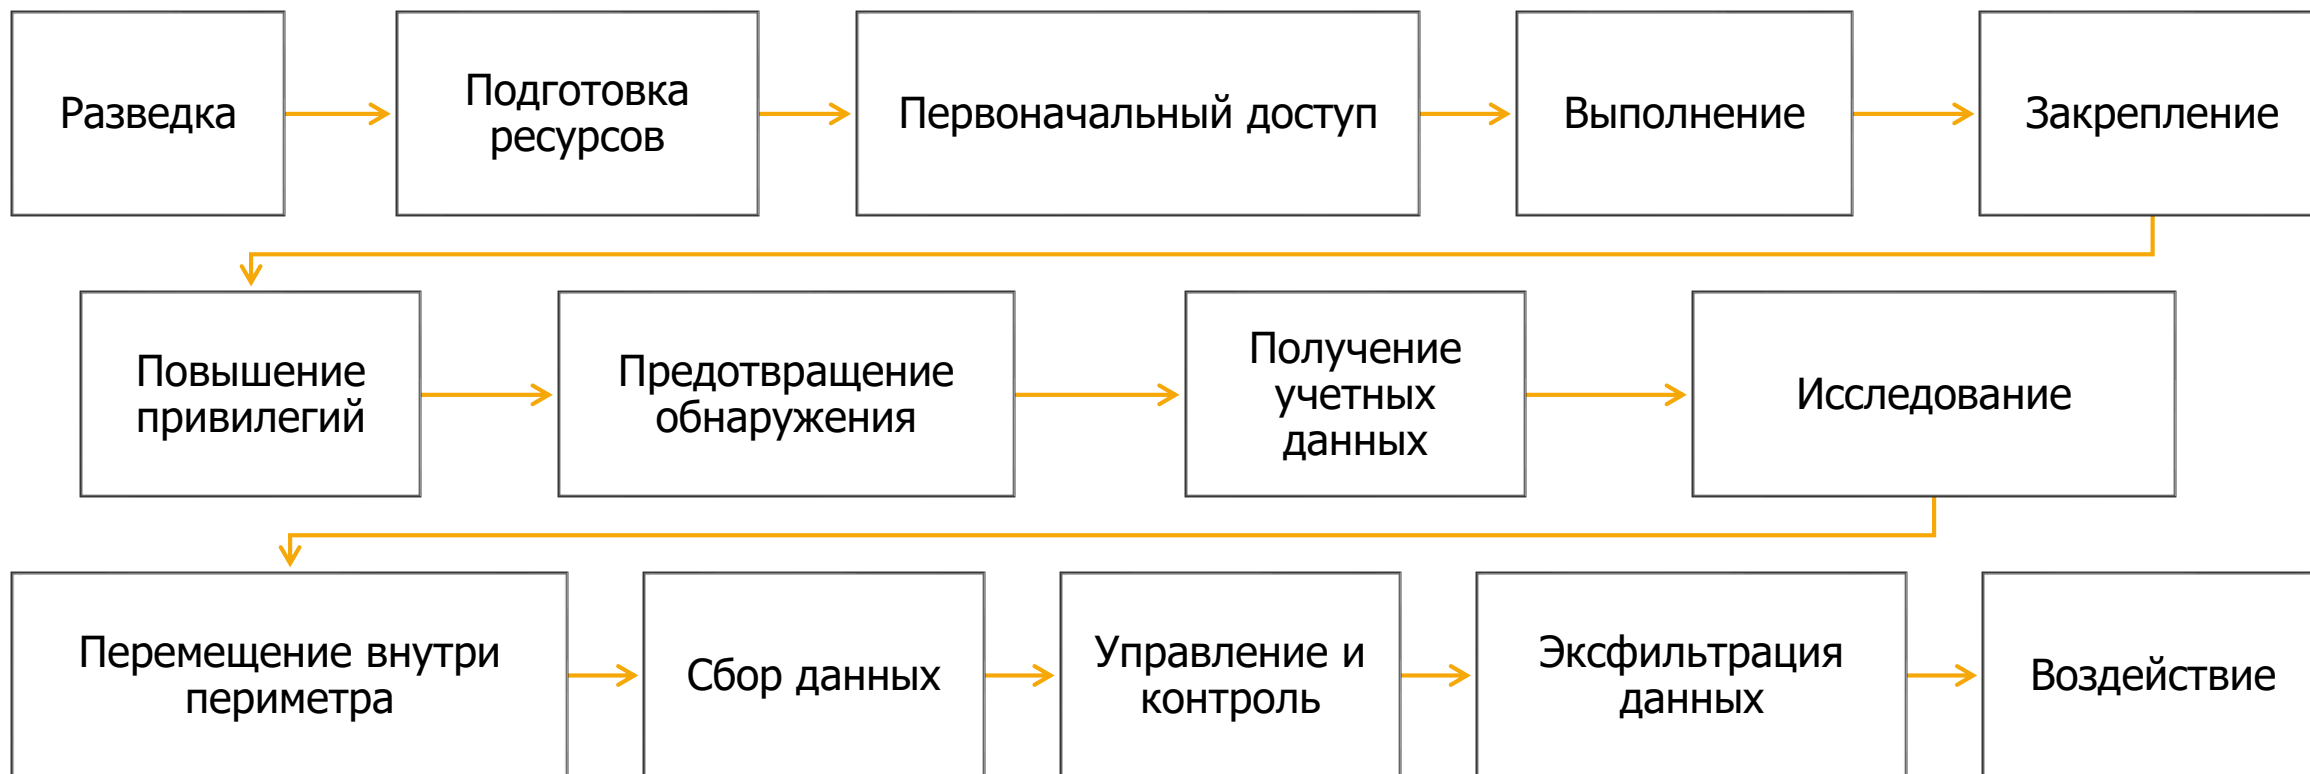 Разведка
Подготовка
ресурсов
Первоначальный доступ
Выполнение
Закрепление
Повышение
привилегий
Предотвращение
обнаружения
Получение
учетных
данных
Исследование
Перемещение внутри
периметра
Сбор данных
Управление и
контроль
Эксфильтрация
данных
Воздействие